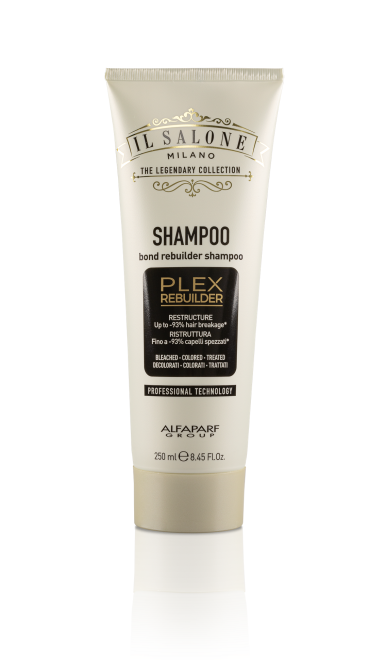 IL SALONE
MILANO
THE LEGENDARY COLLECTION
SHAMPOO
bond rebuilder shampoo
PLEX
REBUILDER
RESTRUCTURE
Up to -93% hair breakage*
RISTRUTTURA
Fino a -93% capelli spezzati*
BLEACHED • COLORED • TREATED
DECOLORATI • COLORATI • TRATTATI
PROFESSIONAL TECHNOLOGY
ALFAPARF
GROUP
250 ml ℮ 8.45 FL.Oz.